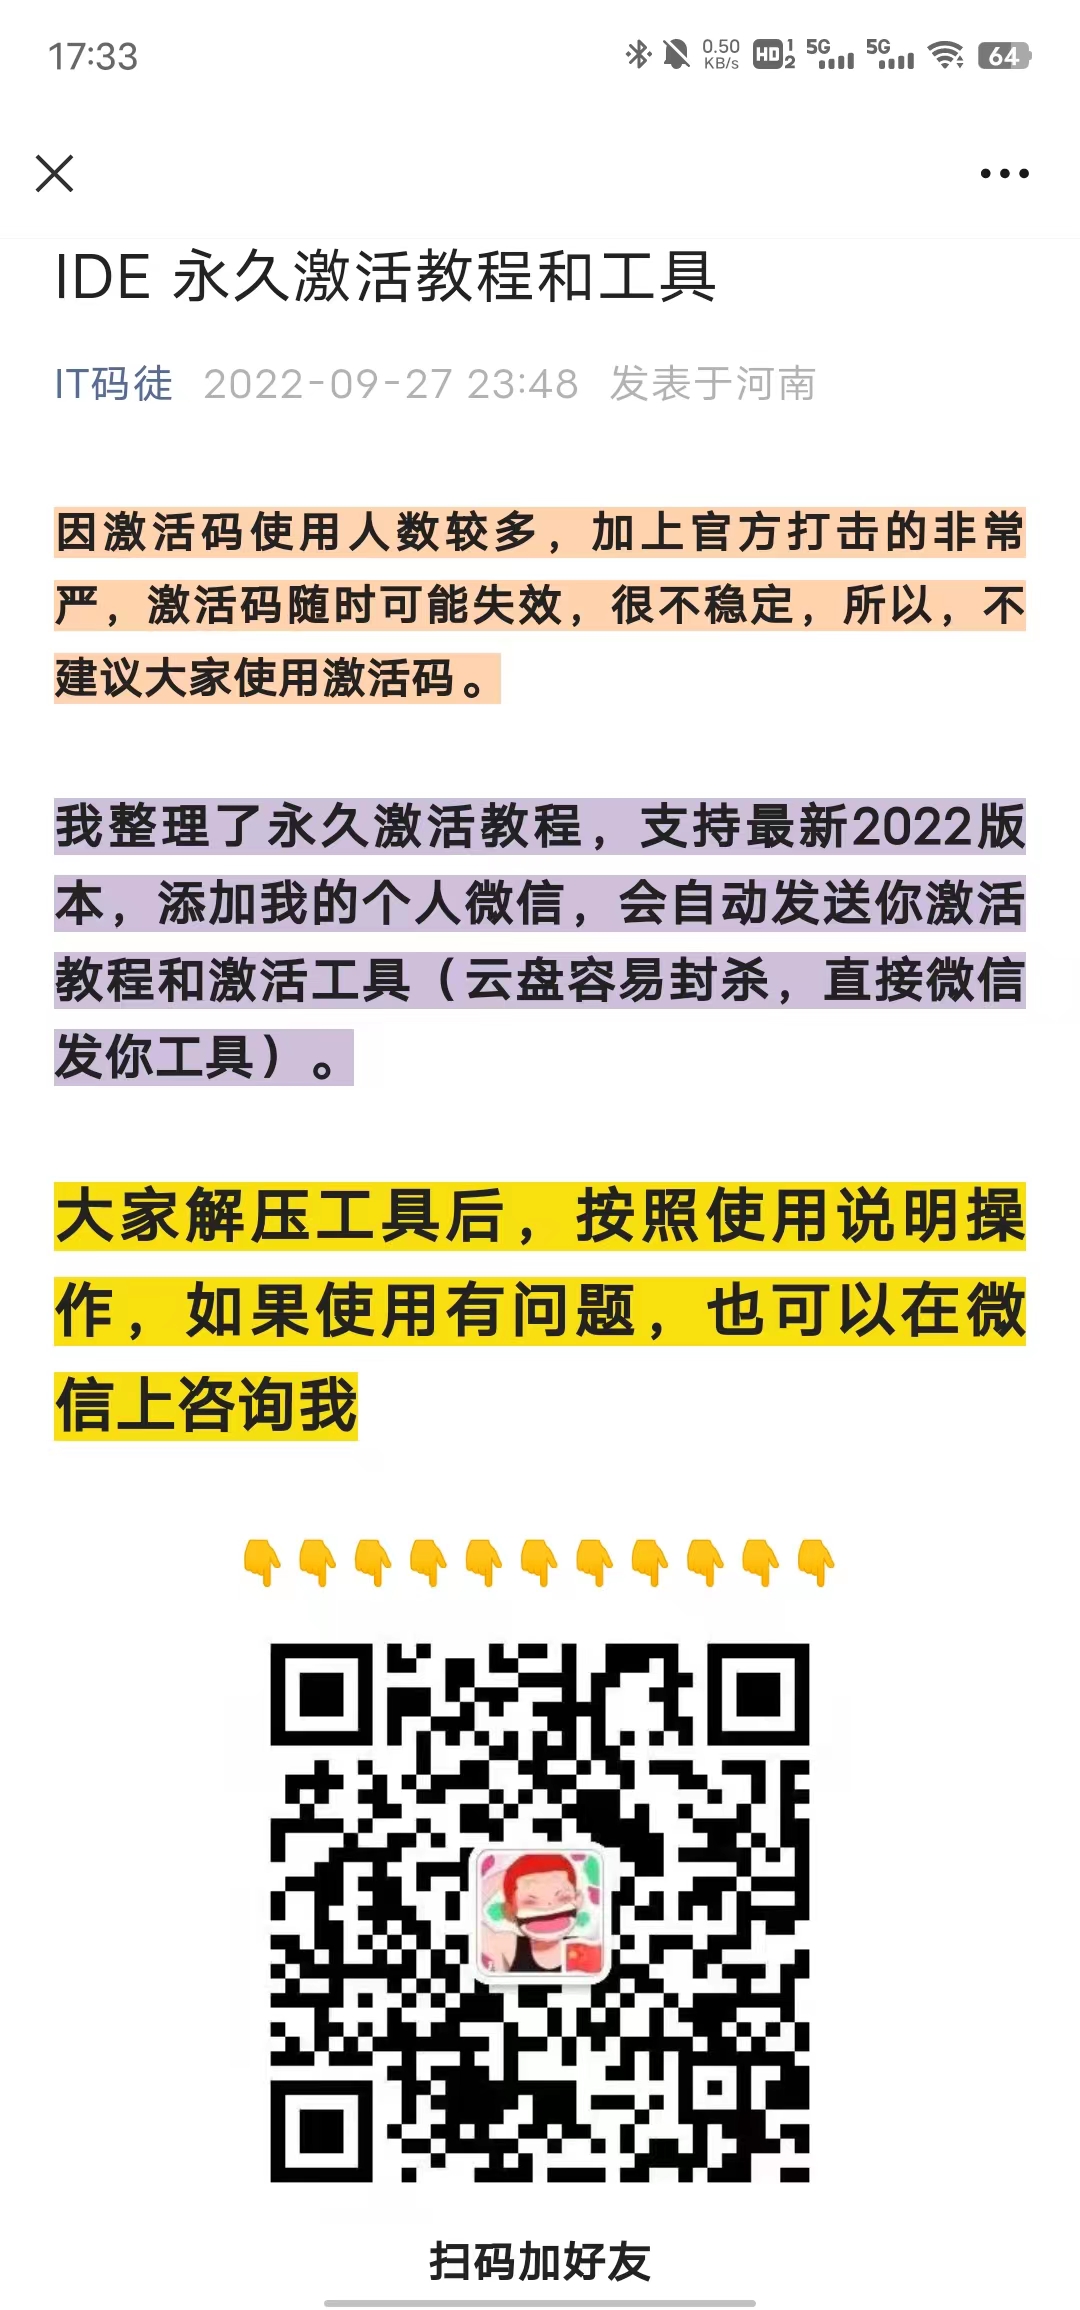 17:33
0.50
KB/s
HD
1
2
5G
5G
64
IDE 永久激活教程和工具
IT码徒 2022-09-27 23:48 发表于河南
因激活码使用人数较多，加上官方打击的非常
严，激活码随时可能失效，很不稳定，所以，不
建议大家使用激活码。
我整理了永久激活教程，支持最新2022版
本，添加我的个人微信，会自动发送你激活
教程和激活工具（云盘容易封杀，直接微信
发你工具）。
大家解压工具后，按照使用说明操
作，如果使用有问题，也可以在微
信上咨询我
👇👇👇👇👇👇👇👇👇👇👇
扫码加好友